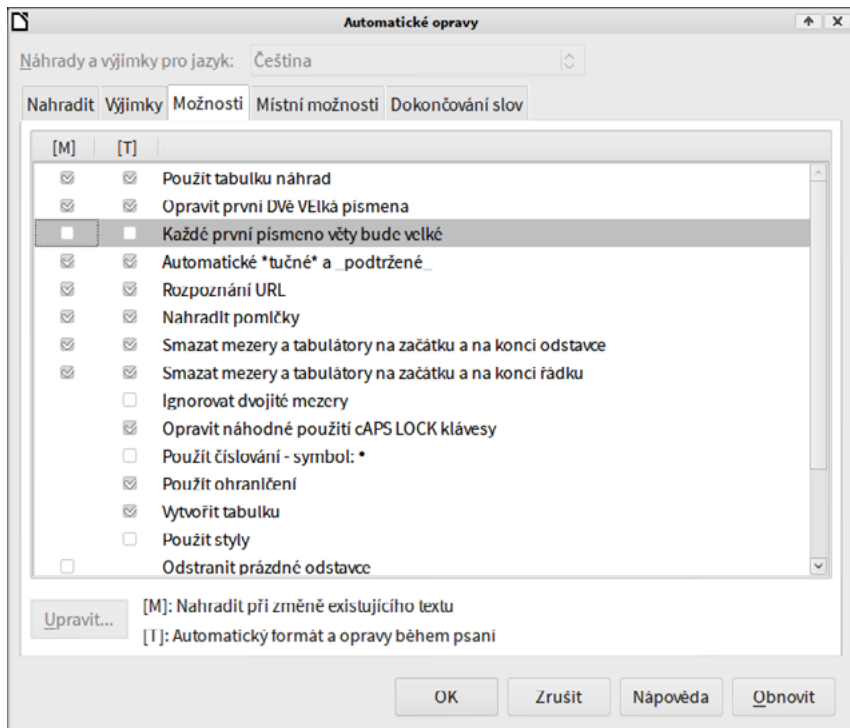 Automatické opravy
Náhrady a výjimky pro jazyk: Čeština
Nahradit Výjimky Možnosti Místní možnosti Dokončování slov
[M] [T]
Použít tabulku náhrad
Opravit první DVě VElká písmena
Každé první písmeno věty bude velké
Automatické *tučné* a _podtržené_
Rozpoznání URL
Nahradit pomlčky
Smazat mezery a tabulátory na začátku a na konci odstavce
Smazat mezery a tabulátory na začátku a na konci řádku
Ignorovat dvojité mezery
Opravit náhodné použití cAPS LOCK klávesy
Použít číslování - symbol: •
Použít ohraničení
Vytvořit tabulku
Použít styly
Odstranit prázdné odstavce
Upravit...
[M]: Nahradit při změně existujícího textu
[T]: Automatický formát a opravy během psaní
OK Zrušit Nápověda Obnovit